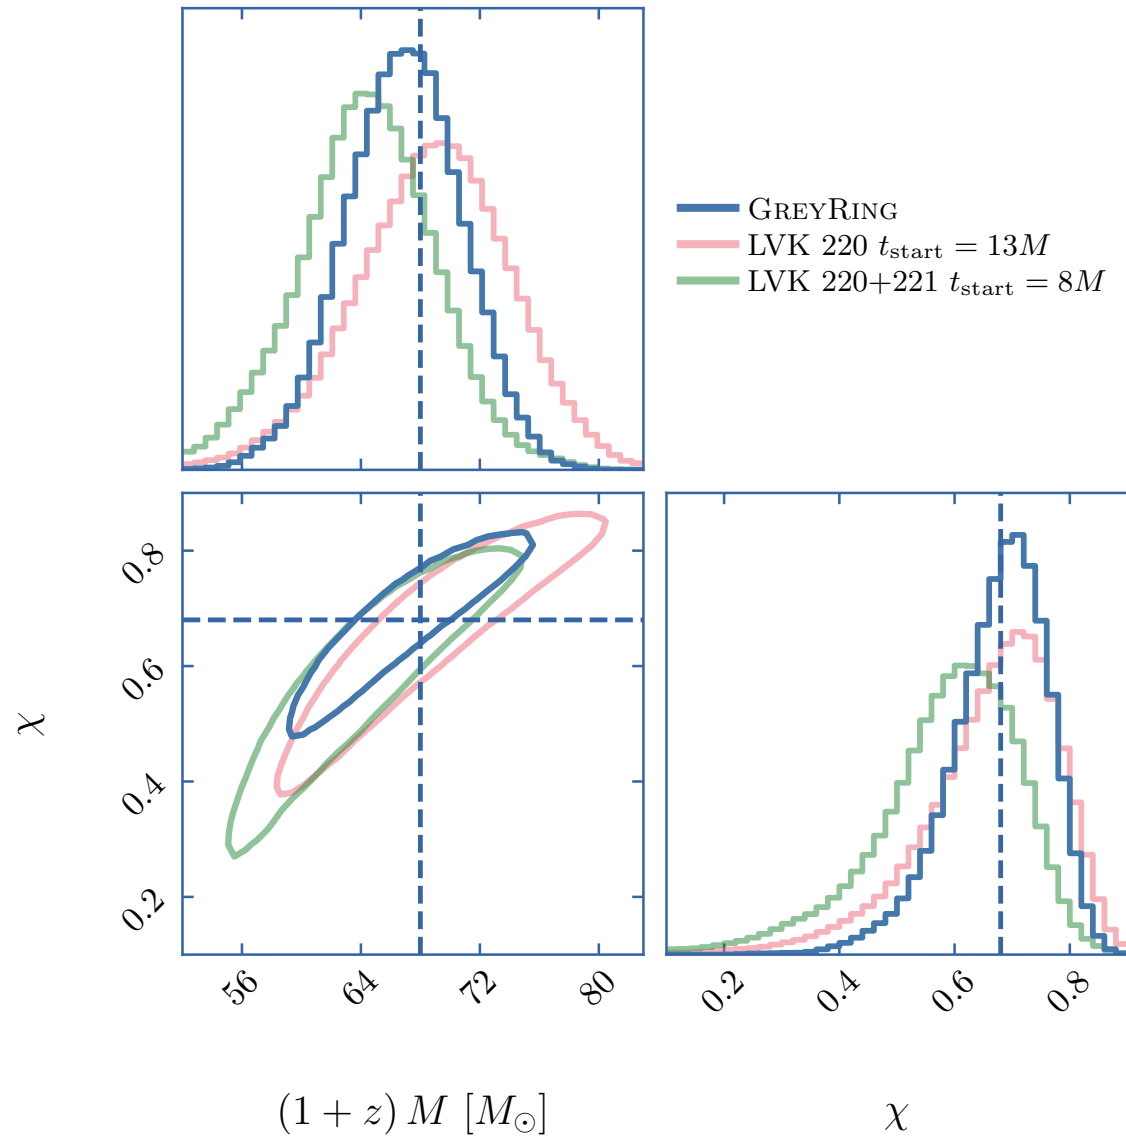 GREYRING
LVK 220 t_start = 13M
LVK 220+221 t_start = 8M
χ
0.8
0.6
0.4
0.2
56 64 72 80
0.2 0.4 0.6 0.8
(1 + z) M [M_⊙]
χ